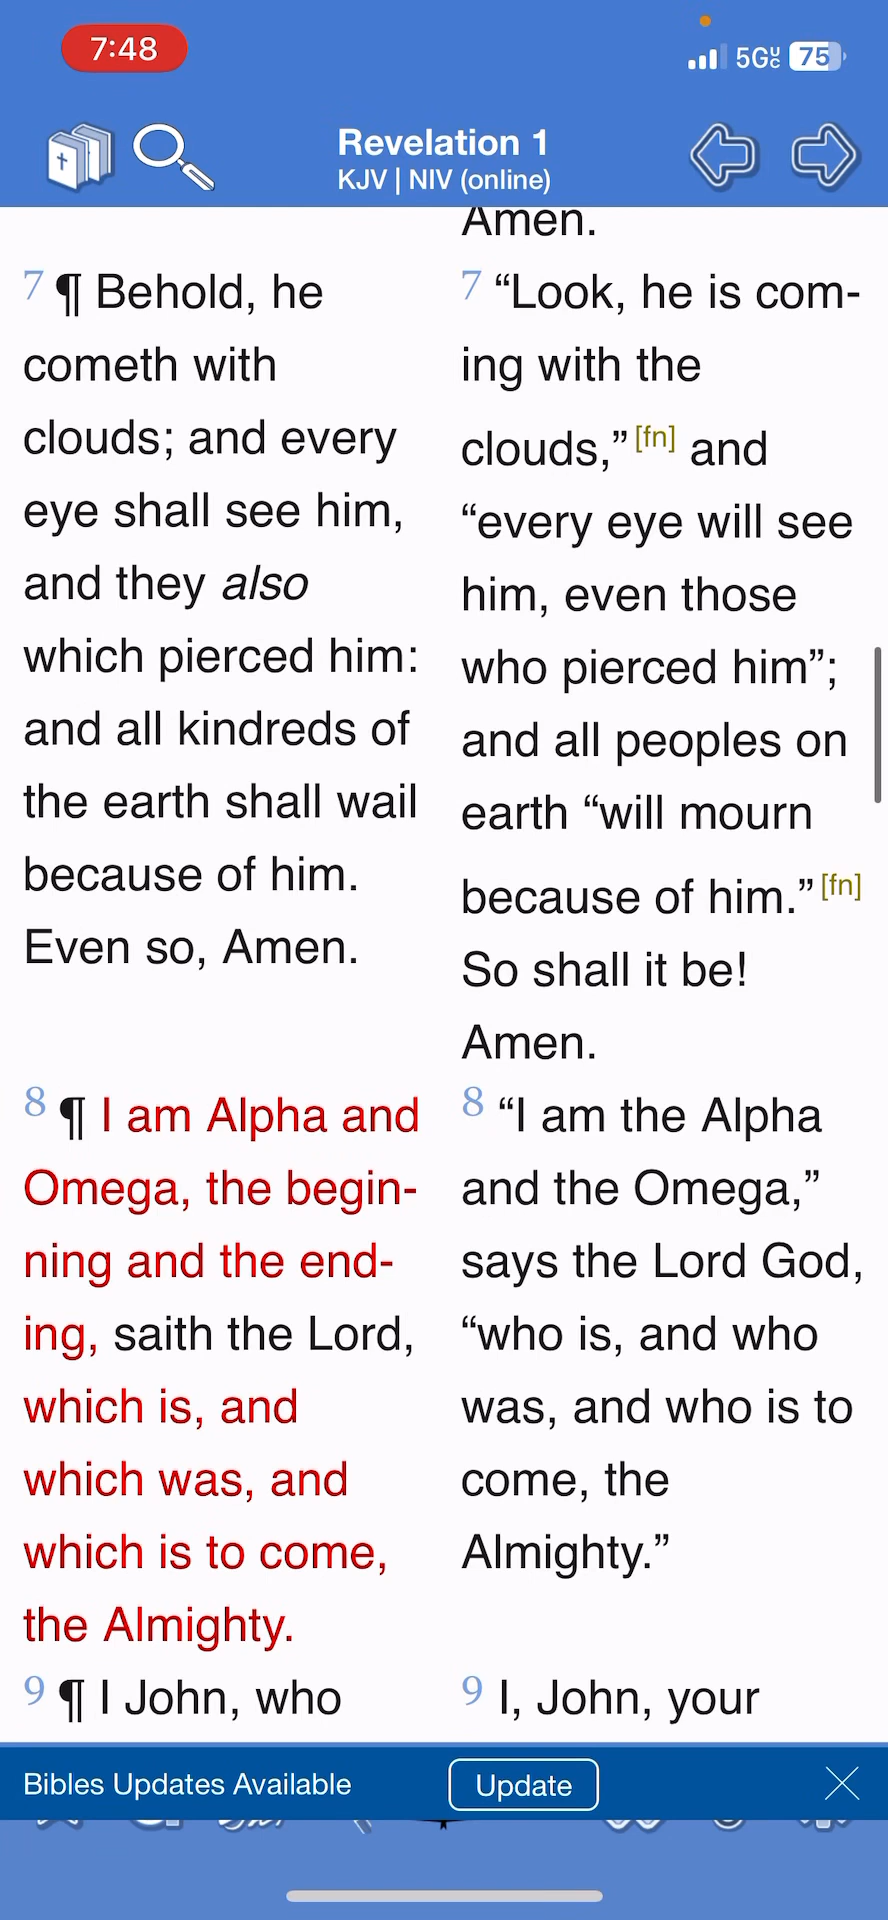 7:48
5G UC 75
Revelation 1
KJV | NIV (online)
Amen.
7 ¶ Behold, he
cometh with
clouds; and every
eye shall see him,
and they also
which pierced him:
and all kindreds of
the earth shall wail
because of him.
Even so, Amen.
7 “Look, he is com-
ing with the
clouds,” [fn] and
“every eye will see
him, even those
who pierced him”;
and all peoples on
earth “will mourn
because of him.” [fn]
So shall it be!
Amen.
8 ¶ I am Alpha and
Omega, the begin-
ning and the end-
ing, saith the Lord,
which is, and
which was, and
which is to come,
the Almighty.
8 “I am the Alpha
and the Omega,”
says the Lord God,
“who is, and who
was, and who is to
come, the
Almighty.”
9 ¶ I John, who
9 I, John, your
Bibles Updates Available
Update